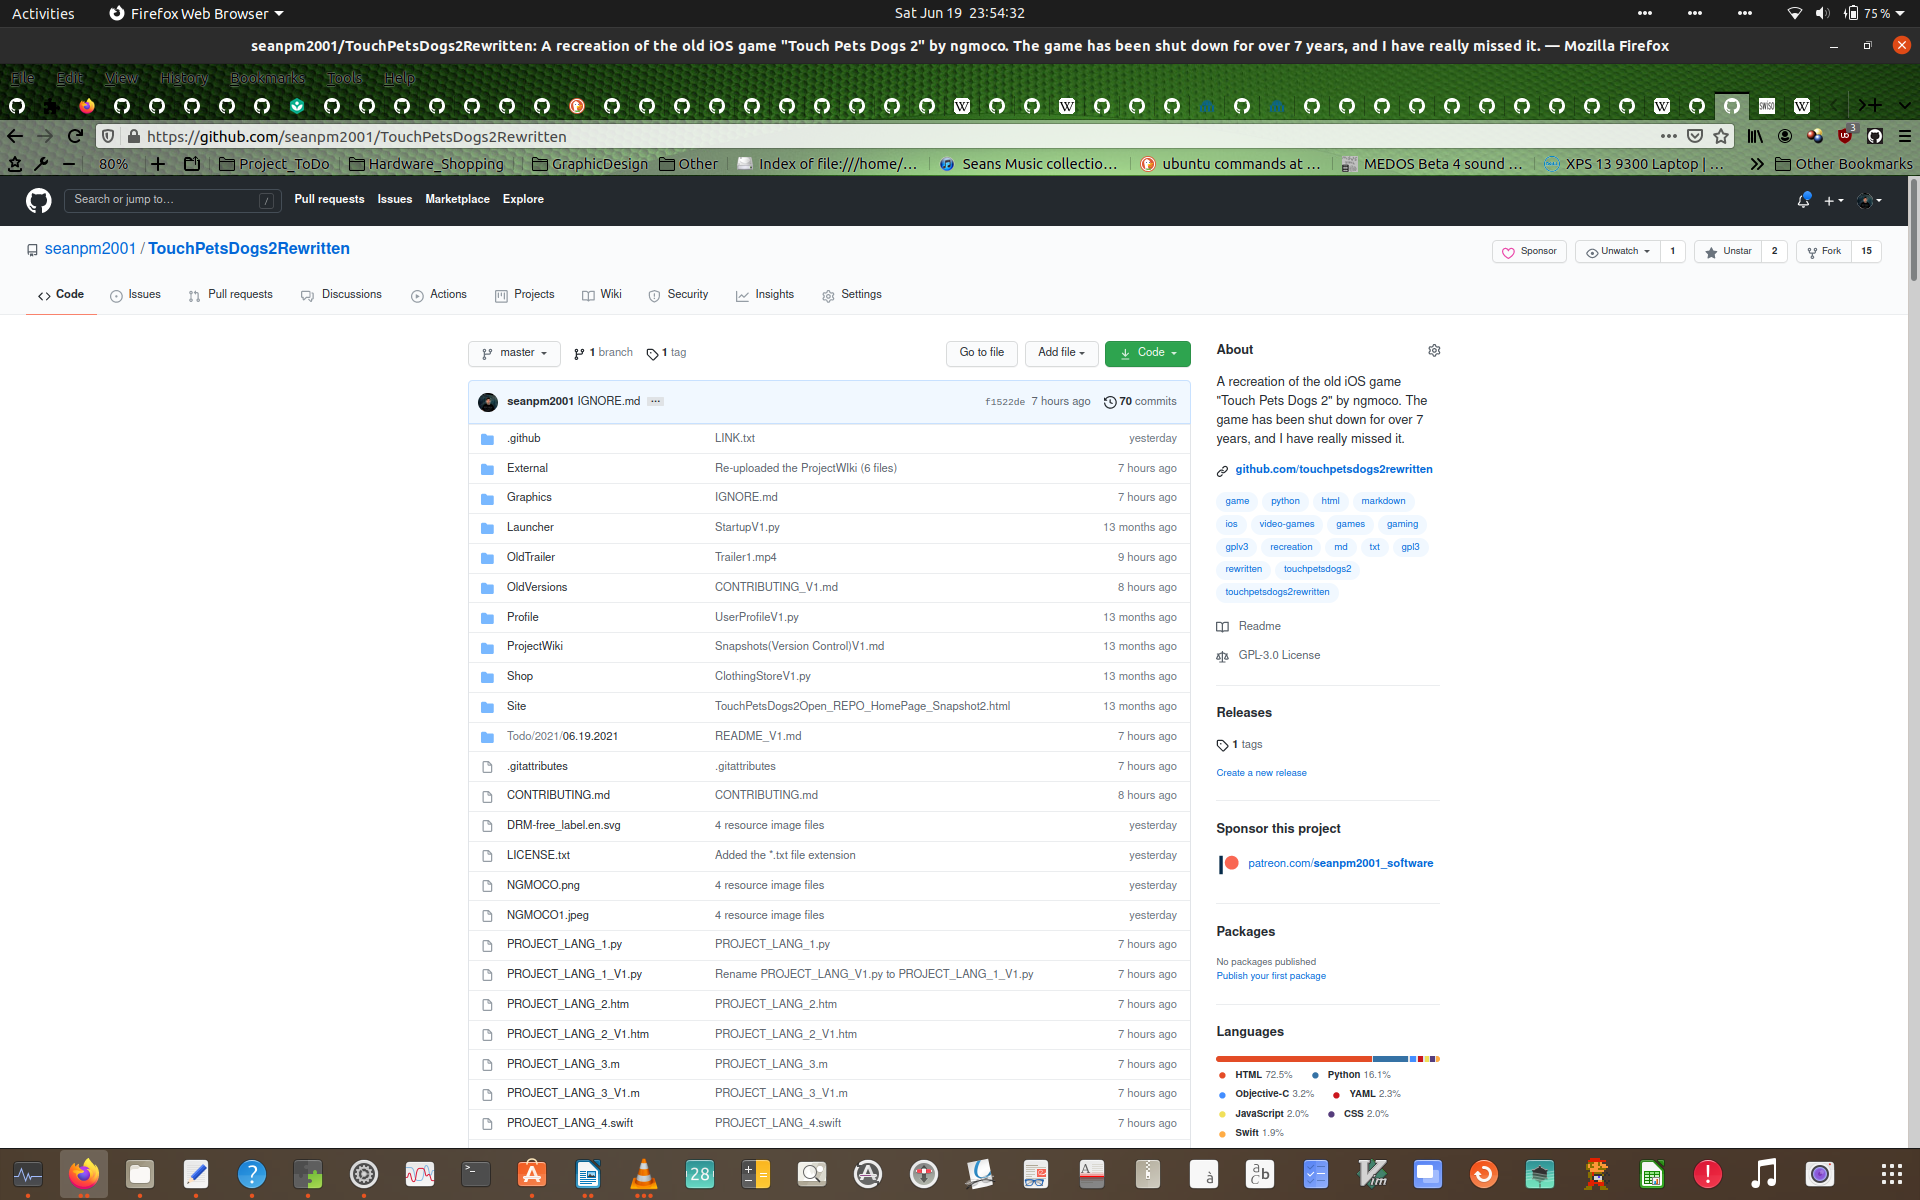 Activities Firefox Web Browser Sat Jun 19 23:54:32 75 %
seanpm2001/TouchPetsDogs2Rewritten: A recreation of the old iOS game "Touch Pets Dogs 2" by ngmoco. The game has been shut down for over 7 years, and I have really missed it. — Mozilla Firefox
File Edit View History Bookmarks Tools Help
https://github.com/seanpm2001/TouchPetsDogs2Rewritten 3
80% Project_ToDo Hardware_Shopping GraphicDesign Other Index of file:///home/... Seans Music collectio... ubuntu commands at ... MEDOS Beta 4 sound ... XPS 13 9300 Laptop | ... Other Bookmarks
Search or jump to... / Pull requests Issues Marketplace Explore
seanpm2001 / TouchPetsDogs2Rewritten Sponsor Unwatch 1 Unstar 2 Fork 15
Code Issues Pull requests Discussions Actions Projects Wiki Security Insights Settings
master 1 branch 1 tag Go to file Add file Code
seanpm2001 IGNORE.md ... f1522de 7 hours ago 70 commits
.github LINK.txt yesterday
External Re-uploaded the ProjectWIki (6 files) 7 hours ago
Graphics IGNORE.md 7 hours ago
Launcher StartupV1.py 13 months ago
OldTrailer Trailer1.mp4 9 hours ago
OldVersions CONTRIBUTING_V1.md 8 hours ago
Profile UserProfileV1.py 13 months ago
ProjectWiki Snapshots(Version Control)V1.md 13 months ago
Shop ClothingStoreV1.py 13 months ago
Site TouchPetsDogs2Open_REPO_HomePage_Snapshot2.html 13 months ago
Todo/2021/06.19.2021 README_V1.md 7 hours ago
.gitattributes .gitattributes 7 hours ago
CONTRIBUTING.md CONTRIBUTING.md 8 hours ago
DRM-free_label.en.svg 4 resource image files yesterday
LICENSE.txt Added the *.txt file extension yesterday
NGMOCO.png 4 resource image files yesterday
NGMOCO1.jpeg 4 resource image files yesterday
PROJECT_LANG_1.py PROJECT_LANG_1.py 7 hours ago
PROJECT_LANG_1_V1.py Rename PROJECT_LANG_V1.py to PROJECT_LANG_1_V1.py 7 hours ago
PROJECT_LANG_2.htm PROJECT_LANG_2.htm 7 hours ago
PROJECT_LANG_2_V1.htm PROJECT_LANG_2_V1.htm 7 hours ago
PROJECT_LANG_3.m PROJECT_LANG_3.m 7 hours ago
PROJECT_LANG_3_V1.m PROJECT_LANG_3_V1.m 7 hours ago
PROJECT_LANG_4.swift PROJECT_LANG_4.swift 7 hours ago
About
A recreation of the old iOS game
"Touch Pets Dogs 2" by ngmoco. The
game has been shut down for over 7
years, and I have really missed it.
github.com/touchpetsdogs2rewritten
game python html markdown
ios video-games games gaming
gplv3 recreation md txt gpl3
rewritten touchpetsdogs2
touchpetsdogs2rewritten
Readme
GPL-3.0 License
Releases
1 tags
Create a new release
Sponsor this project
patreon.com/seanpm2001_software
Packages
No packages published
Publish your first package
Languages
HTML 72.5% Python 16.1%
Objective-C 3.2% YAML 2.3%
JavaScript 2.0% CSS 2.0%
Swift 1.9%
28